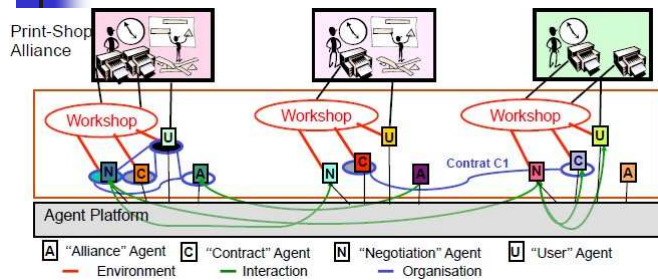 Print-Shop
Alliance
Workshop
Workshop
Workshop
U
U
U
N
C
A
N
C
A
Contrat C1
N
C
A
Agent Platform
A "Alliance" Agent
C "Contract" Agent
N "Negotiation" Agent
U "User" Agent
Environment
Interaction
Organisation